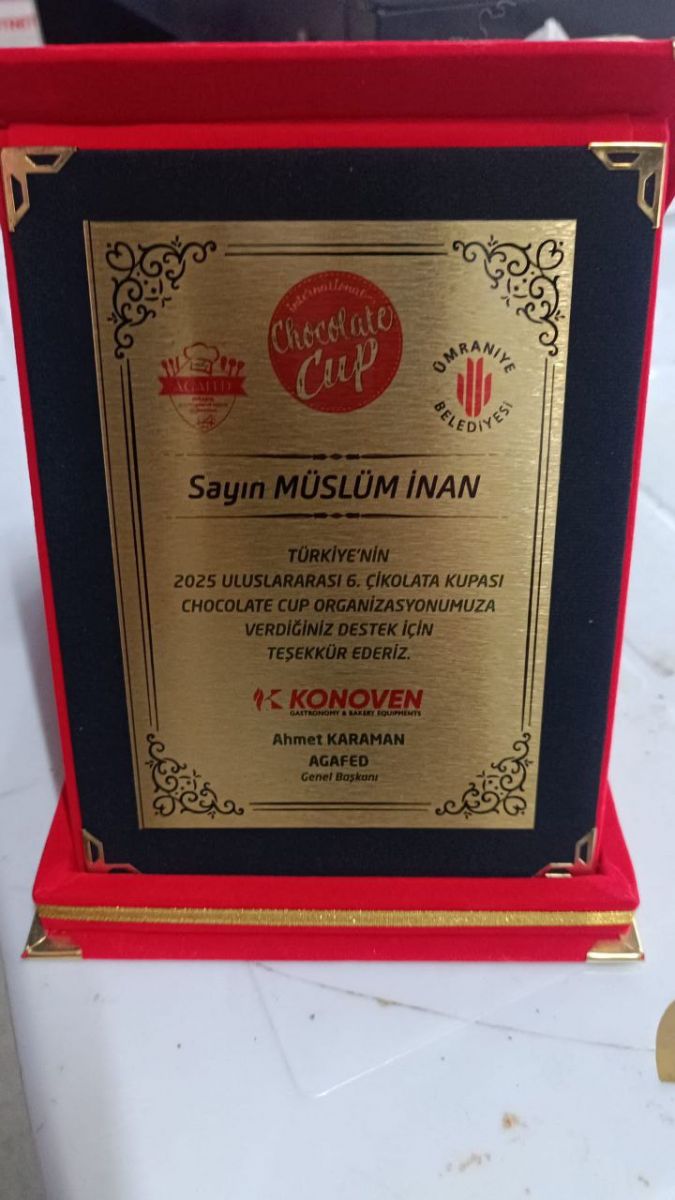 International
Chocolate
Cup
AGAFED
ÜMRANİYE
BELEDİYESİ
Sayın MÜSLÜM İNAN
TÜRKİYE'NİN
2025 ULUSLARARASI 6. ÇİKOLATA KUPASI
CHOCOLATE CUP ORGANİZASYONUMUZA
VERDİĞİNİZ DESTEK İÇİN
TEŞEKKÜR EDERİZ.
KONOVEN
GASTRONOMY & BAKERY EQUIPMENTS
Ahmet KARAMAN
AGAFED
Genel Başkanı